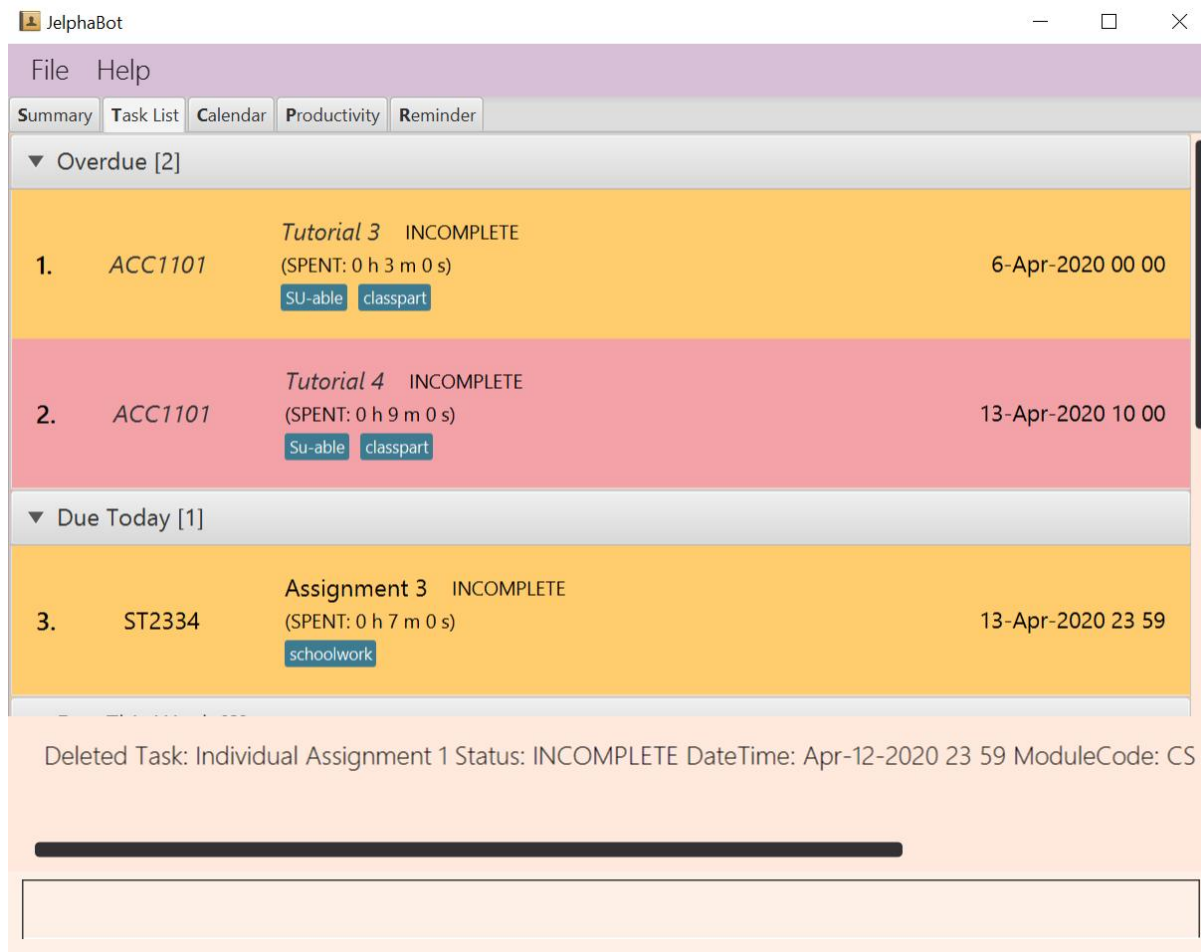 JelphaBot
File Help
Summary Task List Calendar Productivity Reminder
Overdue [2]
Tutorial 3 INCOMPLETE
1. ACC1101 (SPENT: 0 h 3 m 0 s) 6-Apr-2020 00 00
SU-able classpart
Tutorial 4 INCOMPLETE
2. ACC1101 (SPENT: 0 h 9 m 0 s) 13-Apr-2020 10 00
Su-able classpart
Due Today [1]
Assignment 3 INCOMPLETE
3. ST2334 (SPENT: 0 h 7 m 0 s) 13-Apr-2020 23 59
schoolwork
Deleted Task: Individual Assignment 1 Status: INCOMPLETE DateTime: Apr-12-2020 23 59 ModuleCode: CS